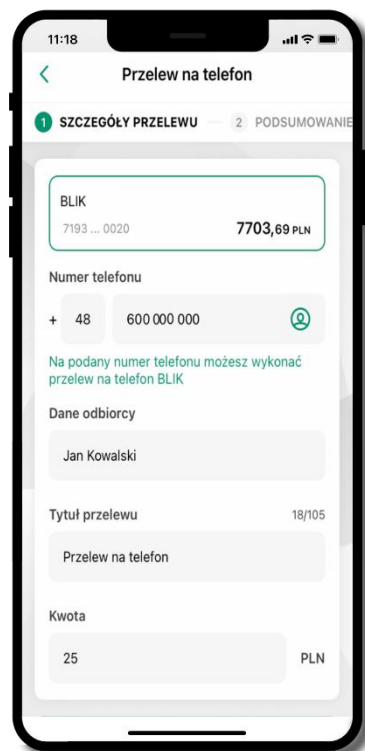 11:18
Przelew na telefon
1 SZCZEGÓŁY PRZELEWU 2 PODSUMOWANIE
BLIK
7193 ... 0020 7703,69 PLN
Numer telefonu
+ 48 600 000 000
Na podany numer telefonu możesz wykonać
przelew na telefon BLIK
Dane odbiorcy
Jan Kowalski
Tytuł przelewu 18/105
Przelew na telefon
Kwota
25 PLN